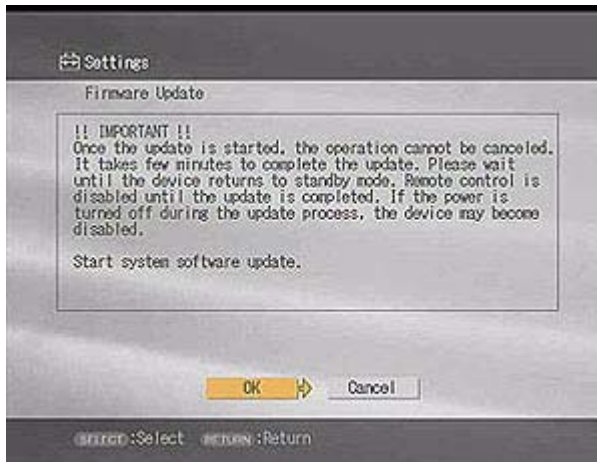 Settings
Firmware Update
!! IMPORTANT !!
Once the update is started, the operation cannot be canceled.
It takes few minutes to complete the update. Please wait
until the device returns to standby mode. Remote control is
disabled until the update is completed. If the power is
turned off during the update process, the device may become
disabled.
Start system software update.
OK Cancel
SELECT :Select RETURN :Return